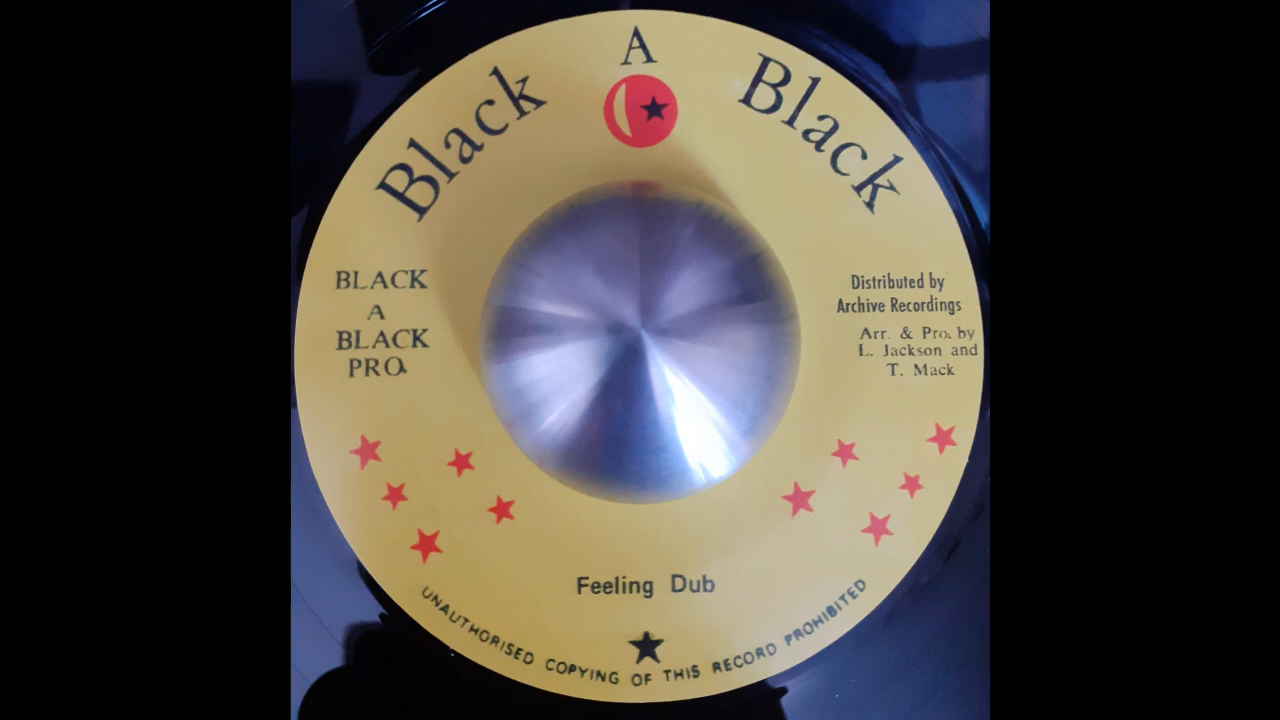 Black A Black
BLACK
A
BLACK
PRO.
Distributed by
Archive Recordings
Arr. & Pro. by
L. Jackson and
T. Mack
Feeling Dub
UNAUTHORISED COPYING OF THIS RECORD PROHIBITED